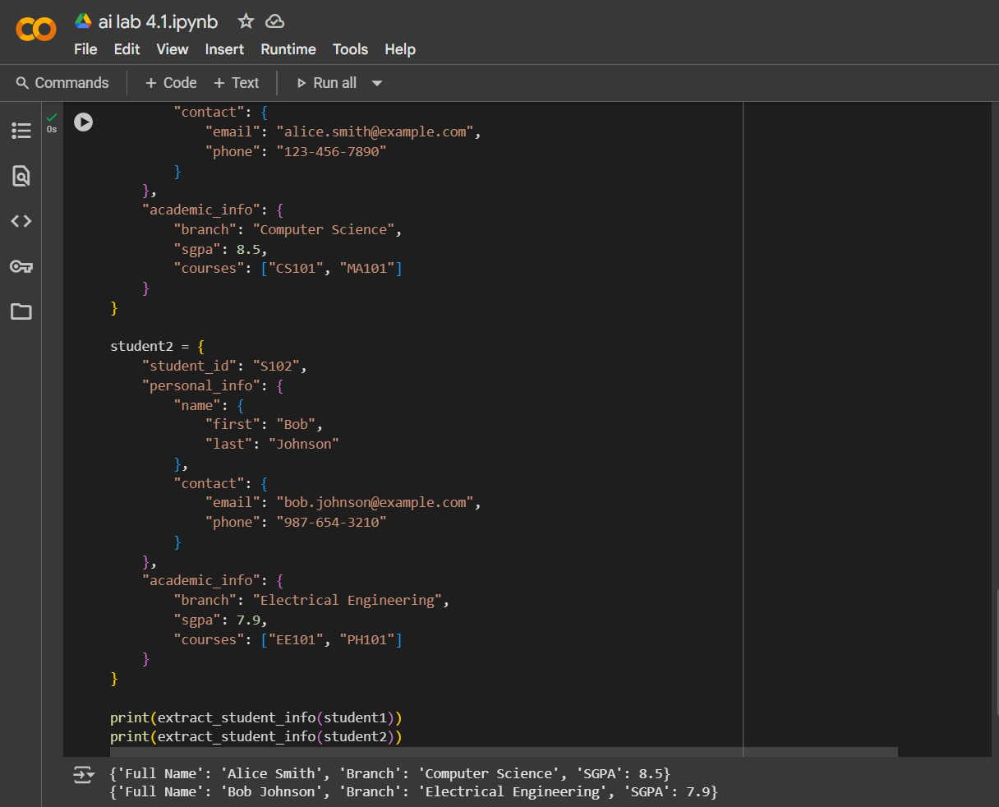 ai lab 4.1.ipynb
File Edit View Insert Runtime Tools Help
Commands + Code + Text Run all
0s
        "contact": {
            "email": "alice.smith@example.com",
            "phone": "123-456-7890"
        }
    },
    "academic_info": {
        "branch": "Computer Science",
        "sgpa": 8.5,
        "courses": ["CS101", "MA101"]
    }
}
student2 = {
    "student_id": "S102",
    "personal_info": {
        "name": {
            "first": "Bob",
            "last": "Johnson"
        },
        "contact": {
            "email": "bob.johnson@example.com",
            "phone": "987-654-3210"
        }
    },
    "academic_info": {
        "branch": "Electrical Engineering",
        "sgpa": 7.9,
        "courses": ["EE101", "PH101"]
    }
}
print(extract_student_info(student1))
print(extract_student_info(student2))
{'Full Name': 'Alice Smith', 'Branch': 'Computer Science', 'SGPA': 8.5}
{'Full Name': 'Bob Johnson', 'Branch': 'Electrical Engineering', 'SGPA': 7.9}